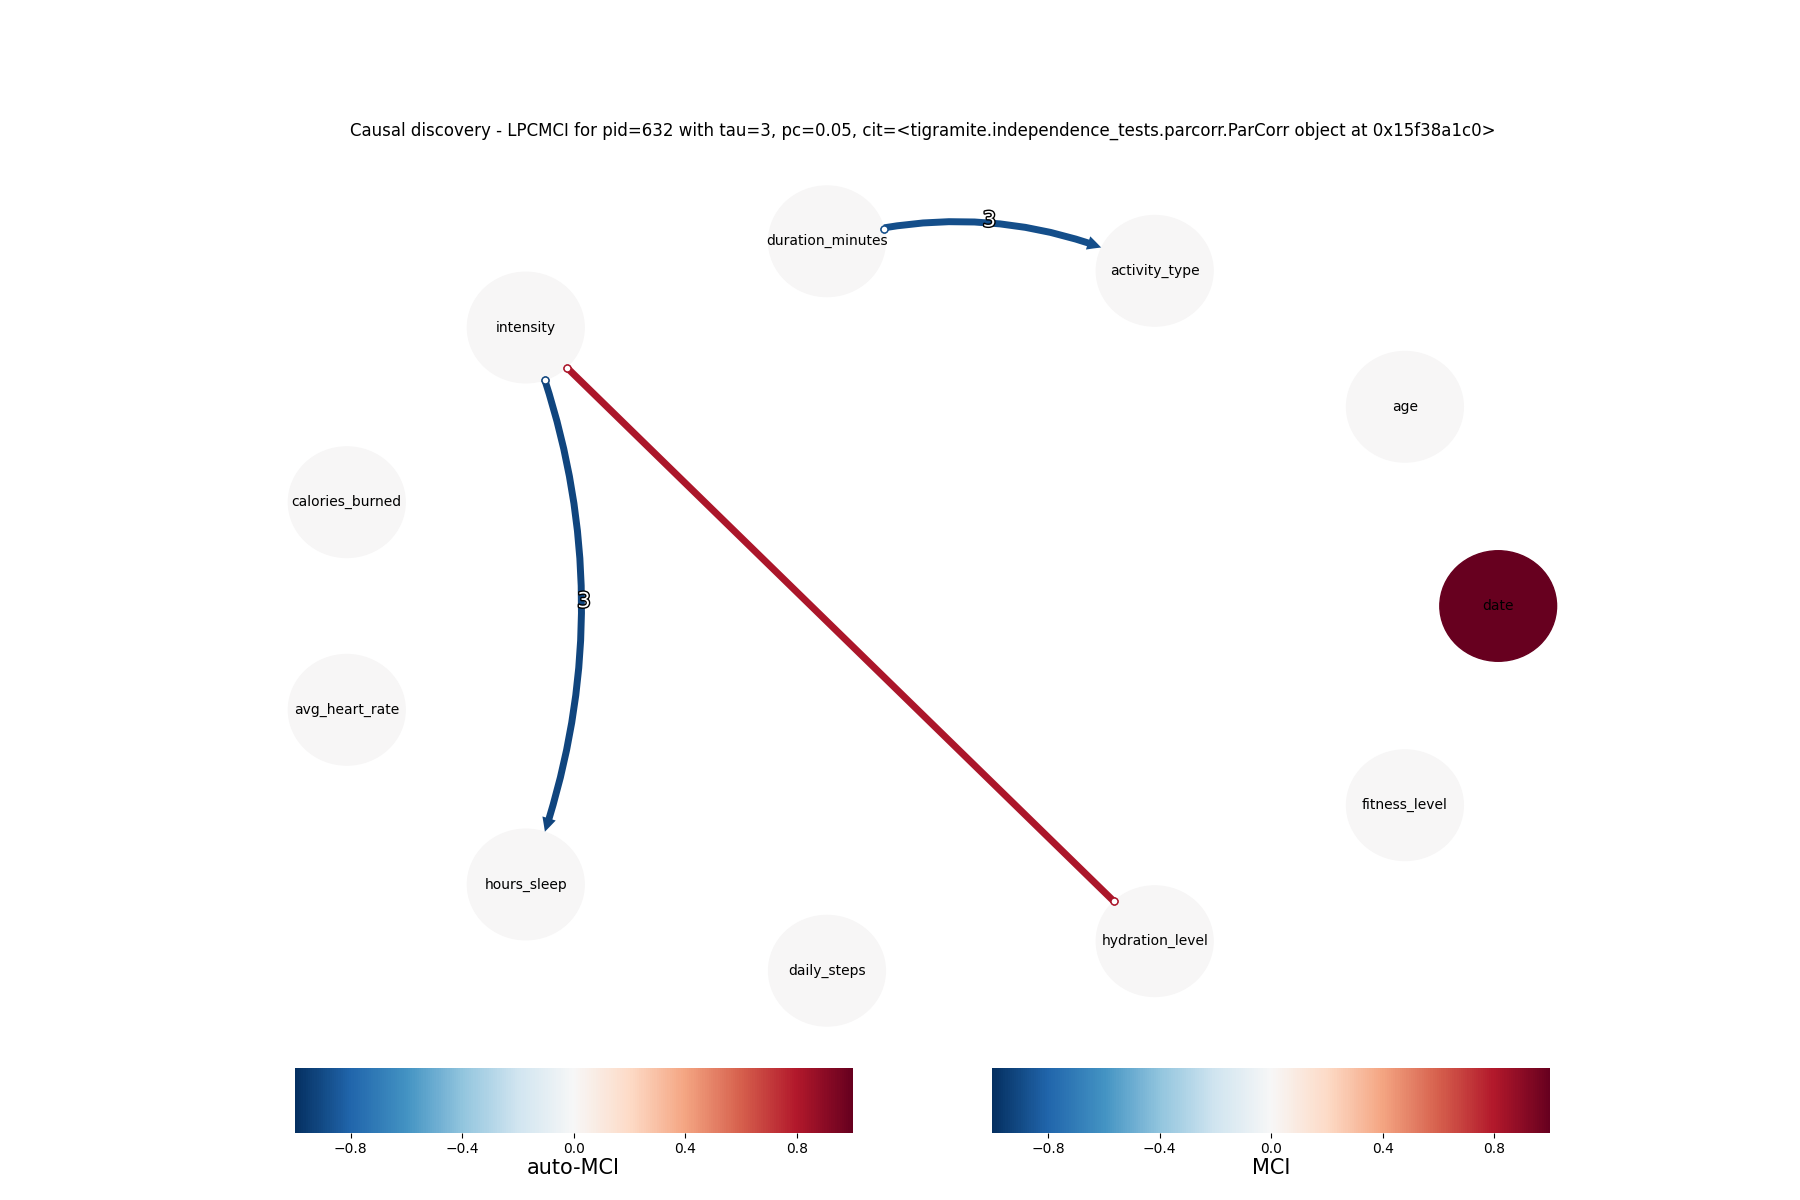 Causal discovery - LPCMCI for pid=632 with tau=3, pc=0.05, cit=<tigramite.independence_tests.parcorr.ParCorr object at 0x15f38a1c0>
3
duration_minutes
activity_type
intensity
age
calories_burned
3
date
avg_heart_rate
fitness_level
hours_sleep
hydration_level
daily_steps
−0.8 −0.4 0.0 0.4 0.8
auto-MCI
−0.8 −0.4 0.0 0.4 0.8
MCI